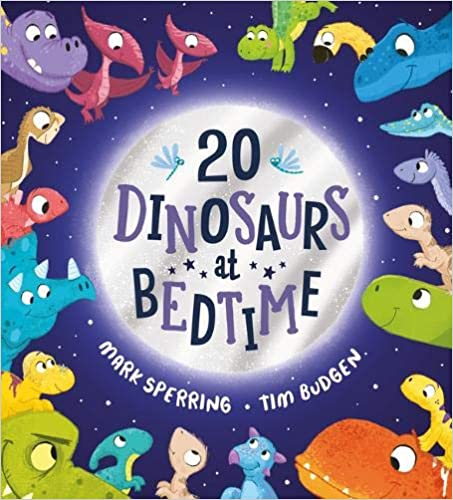 20
DINOSAURS
at
BEDTIME
MARK SPERRING • TIM BUDGEN